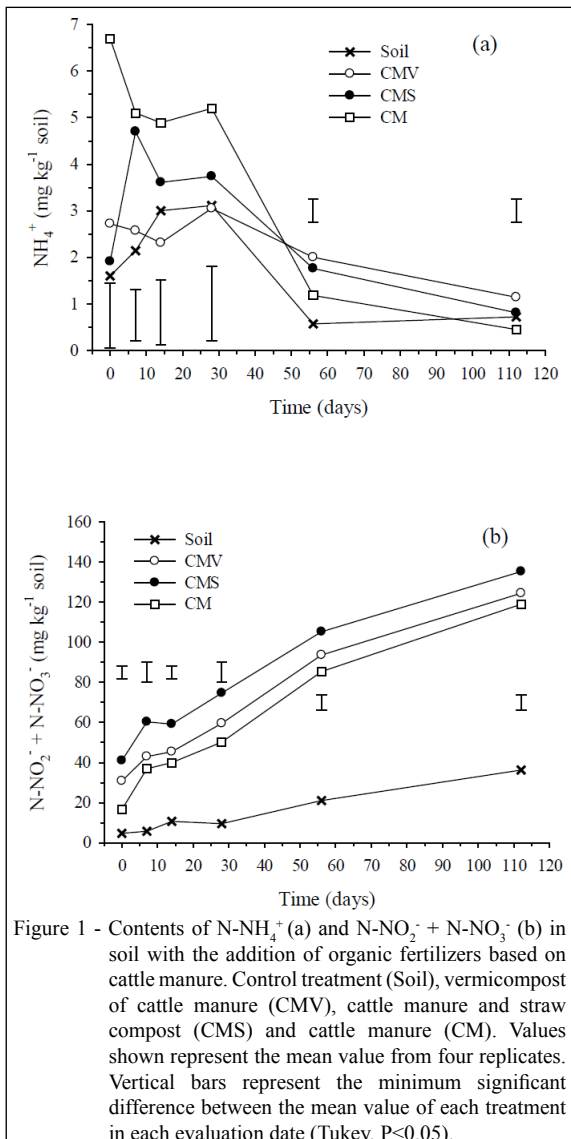 7
6
5
4
3
2
1
0
NH₄⁺ (mg kg⁻¹ soil)
(a)
Soil
CMV
CMS
CM
0 10 20 30 40 50 60 70 80 90 100 110 120
Time (days)
160
140
120
100
80
60
40
20
0
N-NO₂⁻ + N-NO₃⁻ (mg kg⁻¹ soil)
(b)
Soil
CMV
CMS
CM
0 10 20 30 40 50 60 70 80 90 100 110 120
Time (days)
Figure 1 - Contents of N-NH₄⁺ (a) and N-NO₂⁻ + N-NO₃⁻ (b) in
soil with the addition of organic fertilizers based on
cattle manure. Control treatment (Soil), vermicompost
of cattle manure (CMV), cattle manure and straw
compost (CMS) and cattle manure (CM). Values
shown represent the mean value from four replicates.
Vertical bars represent the minimum significant
difference between the mean value of each treatment
in each evaluation date (Tukey, P<0.05).